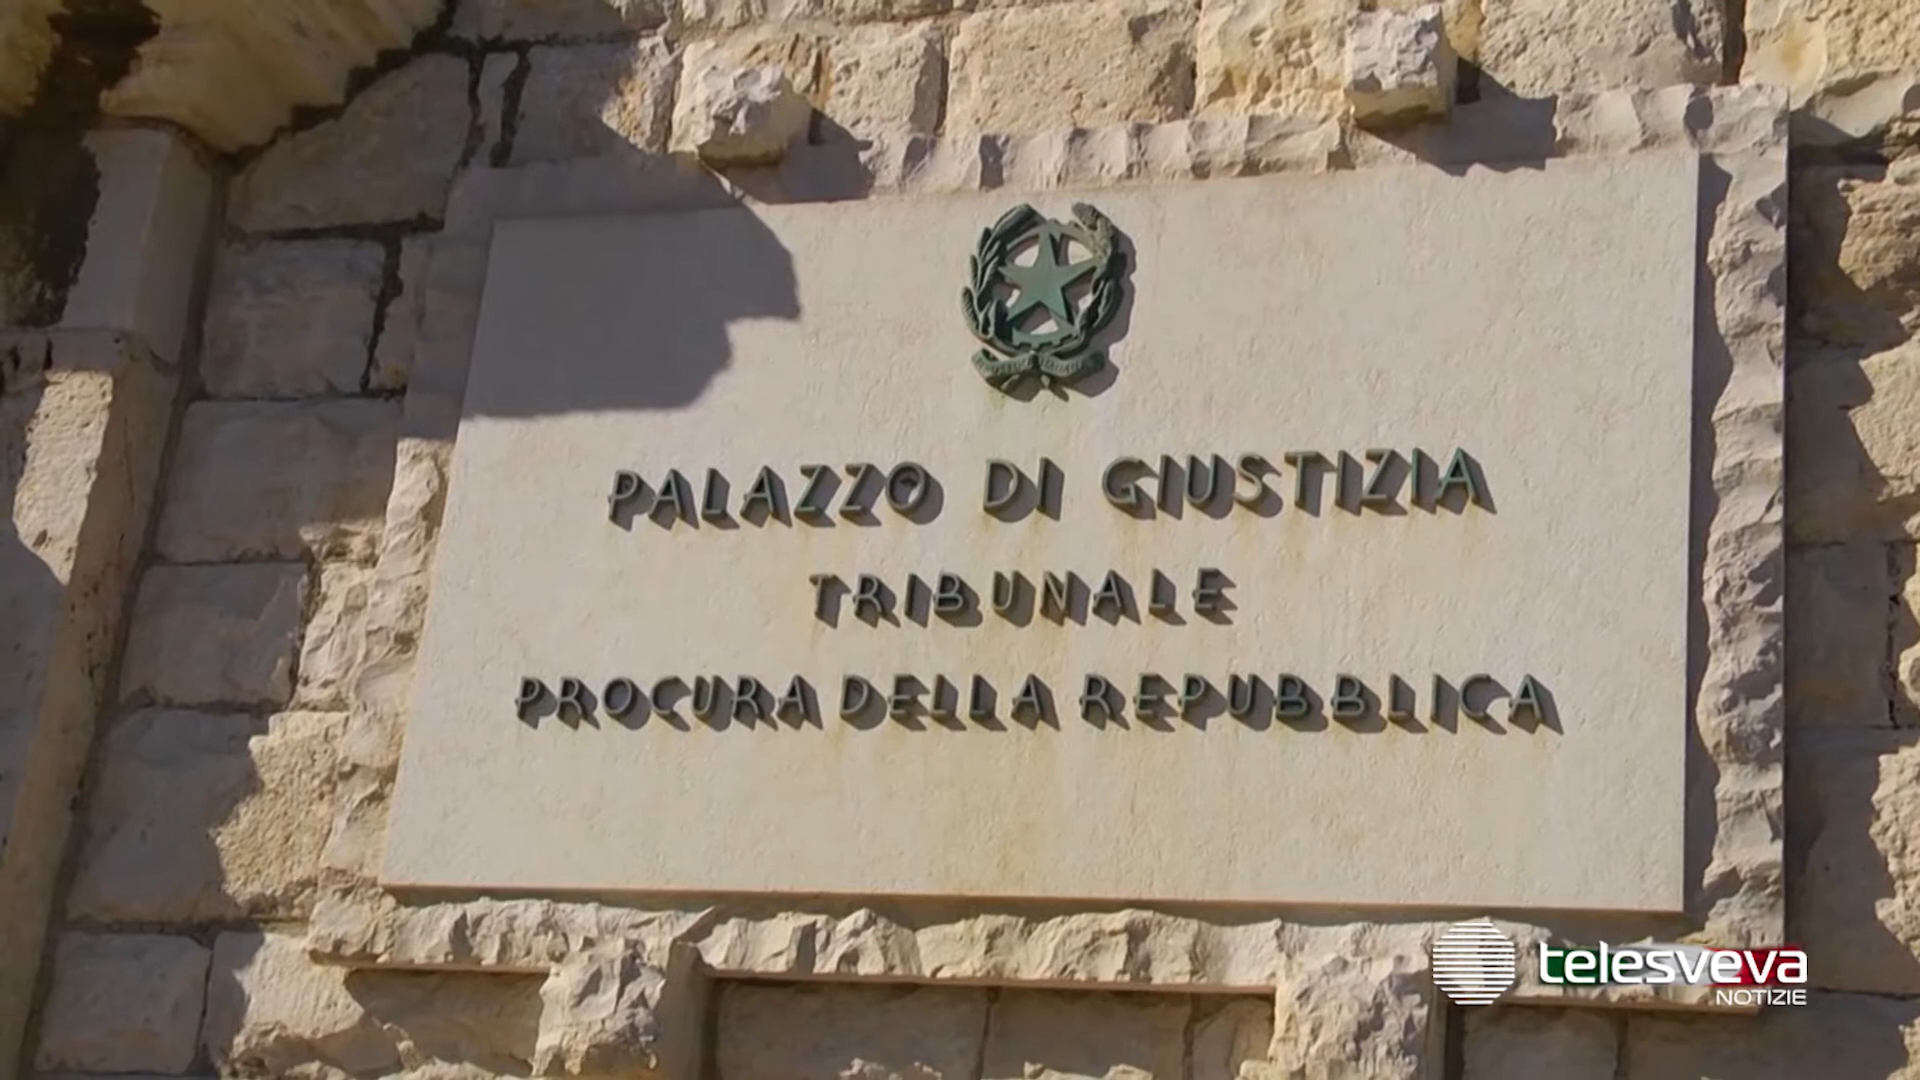 PALAZZO DI GIUSTIZIA
TRIBUNALE
PROCURA DELLA REPUBBLICA
telesveva
NOTIZIE